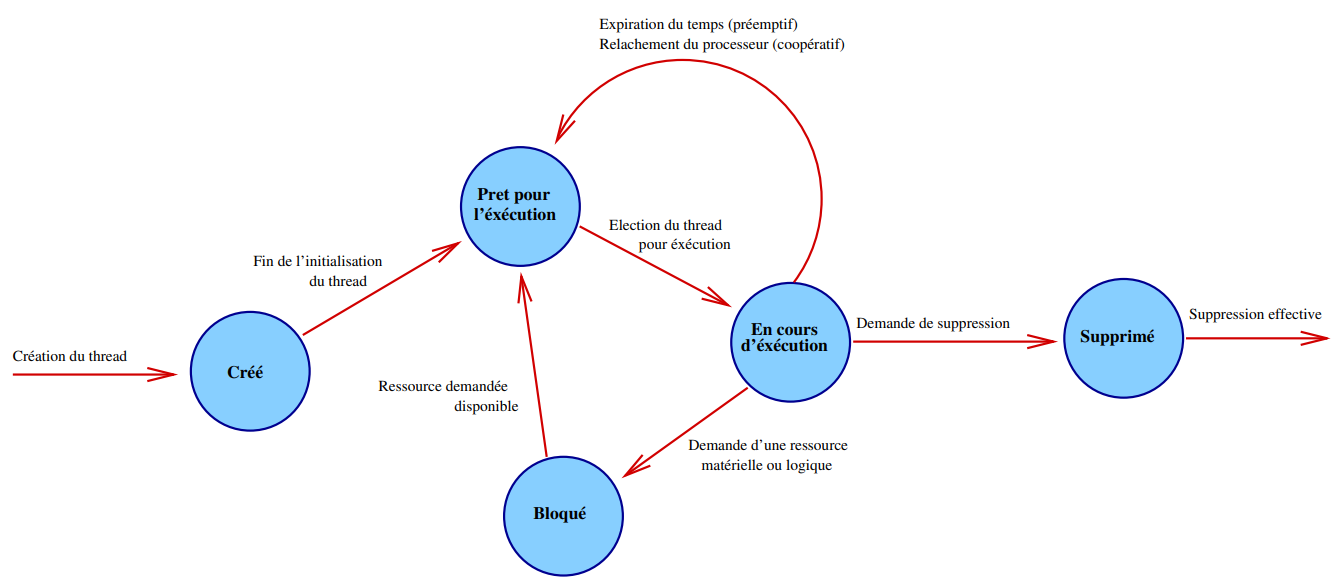 Expiration du temps (préemptif)
Relachement du processeur (coopératif)
Pret pour
l'éxécution
Election du thread
pour éxécution
Fin de l'initialisation
du thread
En cours
d'éxécution
Demande de suppression
Supprimé
Suppression effective
Création du thread
Créé
Ressource demandée
disponible
Demande d'une ressource
matérielle ou logique
Bloqué